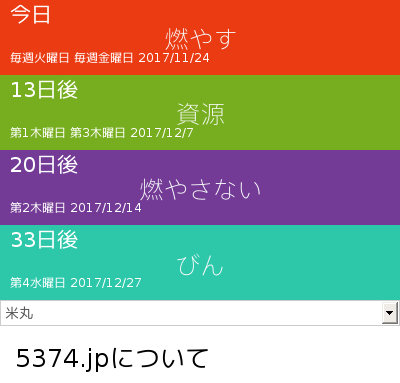 今日
燃やす
毎週火曜日 毎週金曜日 2017/11/24
13日後
資源
第1木曜日 第3木曜日 2017/12/7
20日後
燃やさない
第2木曜日 2017/12/14
33日後
びん
第4水曜日 2017/12/27
米丸
5374.jpについて